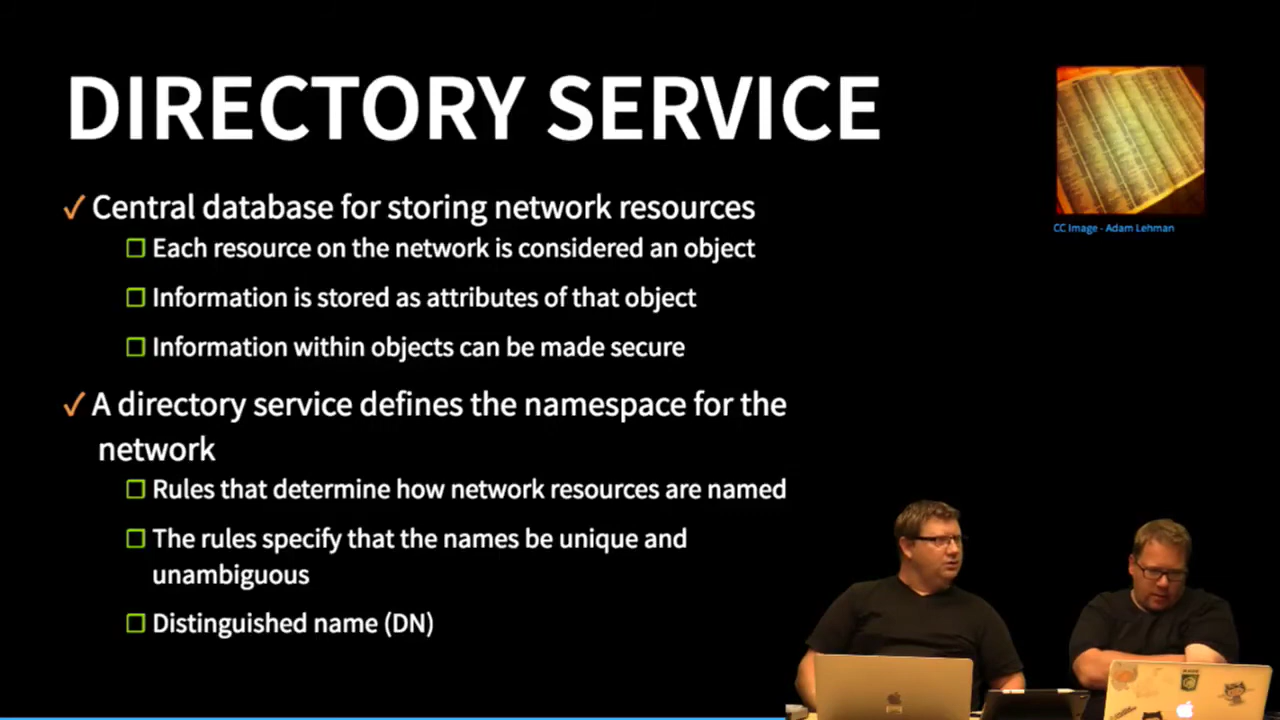 DIRECTORY SERVICE
CC Image - Adam Lehman
✓ Central database for storing network resources
☐ Each resource on the network is considered an object
☐ Information is stored as attributes of that object
☐ Information within objects can be made secure
✓ A directory service defines the namespace for the
network
☐ Rules that determine how network resources are named
☐ The rules specify that the names be unique and
unambiguous
☐ Distinguished name (DN)